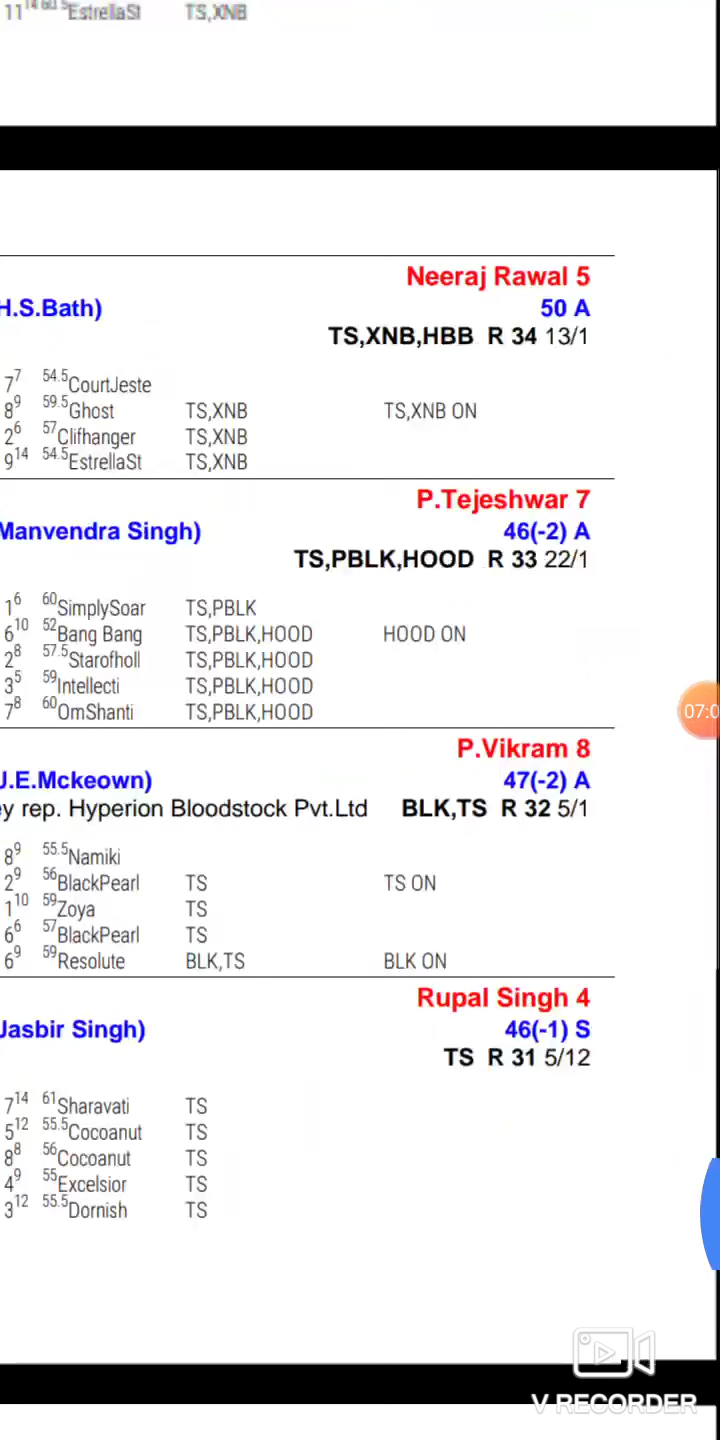 11 14 60.5 EstrellaSt TS,XNB
Neeraj Rawal 5
H.S.Bath) 50 A
TS,XNB,HBB R 34 13/1
7 7 54.5 CourtJeste
8 9 59.5 Ghost TS,XNB TS,XNB ON
2 6 57 Clifhanger TS,XNB
9 14 54.5 EstrellaSt TS,XNB
P.Tejeshwar 7
Manvendra Singh) 46(-2) A
TS,PBLK,HOOD R 33 22/1
1 6 60 SimplySoar TS,PBLK
6 10 52 Bang Bang TS,PBLK,HOOD HOOD ON
2 8 57.5 Starofholl TS,PBLK,HOOD
3 5 59 Intellecti TS,PBLK,HOOD
7 8 60 OmShanti TS,PBLK,HOOD
07:0
P.Vikram 8
J.E.Mckeown) 47(-2) A
ey rep. Hyperion Bloodstock Pvt.Ltd BLK,TS R 32 5/1
8 9 55.5 Namiki
2 9 56 BlackPearl TS TS ON
1 10 59 Zoya TS
6 6 57 BlackPearl TS
6 9 59 Resolute BLK,TS BLK ON
Rupal Singh 4
Jasbir Singh) 46(-1) S
TS R 31 5/12
7 14 61 Sharavati TS
5 12 55.5 Cocoanut TS
8 8 56 Cocoanut TS
4 9 55 Excelsior TS
3 12 55.5 Dornish TS
V RECORDER